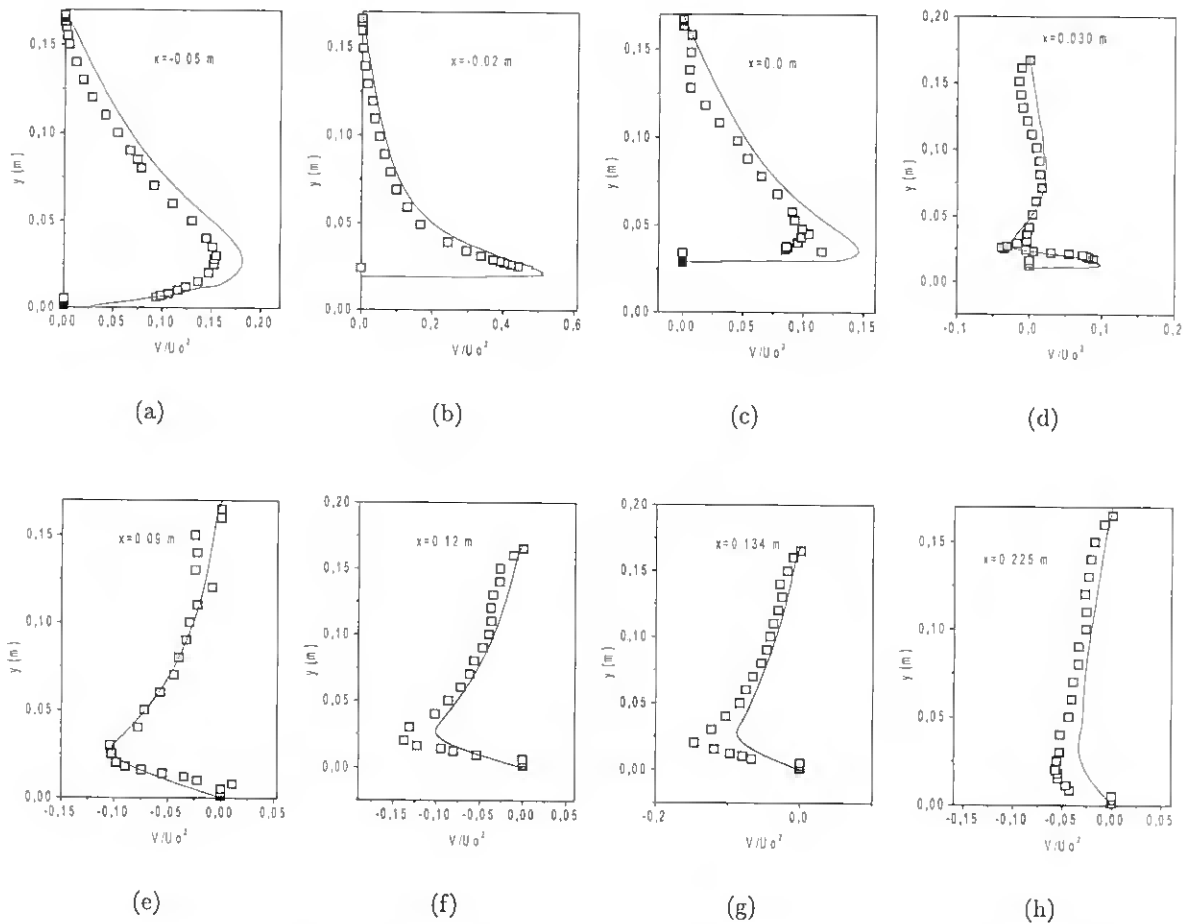 0,15
0,10
0,05
0,00
y (m)
x=-0.05 m
0,00 0,05 0,10 0,15 0,20
V/Uo²
(a)
0,15
0,10
0,05
0,00
y (m)
x=-0.02 m
0,0 0,2 0,4 0,6
V/Uo²
(b)
0,15
0,10
0,05
0,00
y (m)
x=0.0 m
0,00 0,05 0,10 0,15
V/Uo²
(c)
0,20
0,15
0,10
0,05
0,00
y (m)
x=0.030 m
-0,1 0,0 0,1 0,2
V/Uo²
(d)
0,15
0,10
0,05
0,00
y (m)
x=0.09 m
-0,15 -0,10 -0,05 0,00 0,05
V/Uo²
(e)
0,20
0,15
0,10
0,05
0,00
y (m)
x=0.12 m
-0,15 -0,10 -0,05 0,00 0,05
V/Uo²
(f)
0,20
0,15
0,10
0,05
0,00
y (m)
x=0.134 m
-0,2 0,0
V/Uo²
(g)
0,15
0,10
0,05
0,00
y (m)
x=0.225 m
-0,15 -0,10 -0,05 0,00 0,05
V/Uo²
(h)